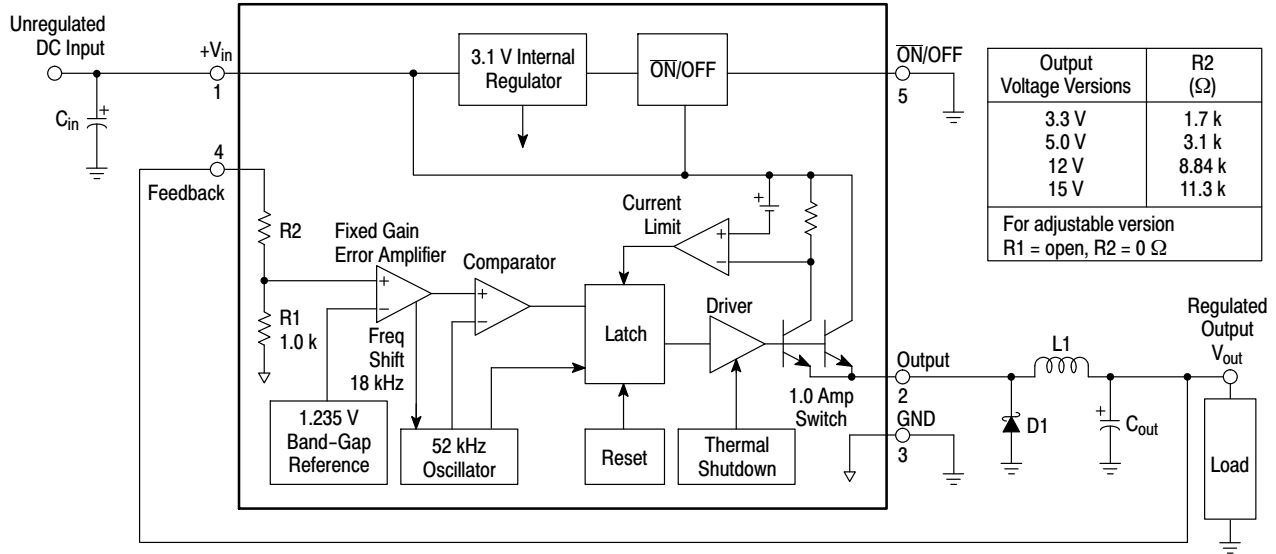 Unregulated
DC Input
+Vin
1
Cin
4
Feedback
3.1 V Internal
Regulator
ON/OFF
ON/OFF
5
Output
Voltage Versions
R2
(Ω)
3.3 V
1.7 k
5.0 V
3.1 k
12 V
8.84 k
15 V
11.3 k
For adjustable version
R1 = open, R2 = 0 Ω
R2
R1
1.0 k
Fixed Gain
Error Amplifier
+
−
Freq
Shift
18 kHz
Comparator
+
−
Current
Limit
+
−
+
Latch
Driver
1.0 Amp
Switch
1.235 V
Band-Gap
Reference
52 kHz
Oscillator
Reset
Thermal
Shutdown
Output
2
GND
3
L1
D1
+
Cout
Regulated
Output
Vout
Load
+